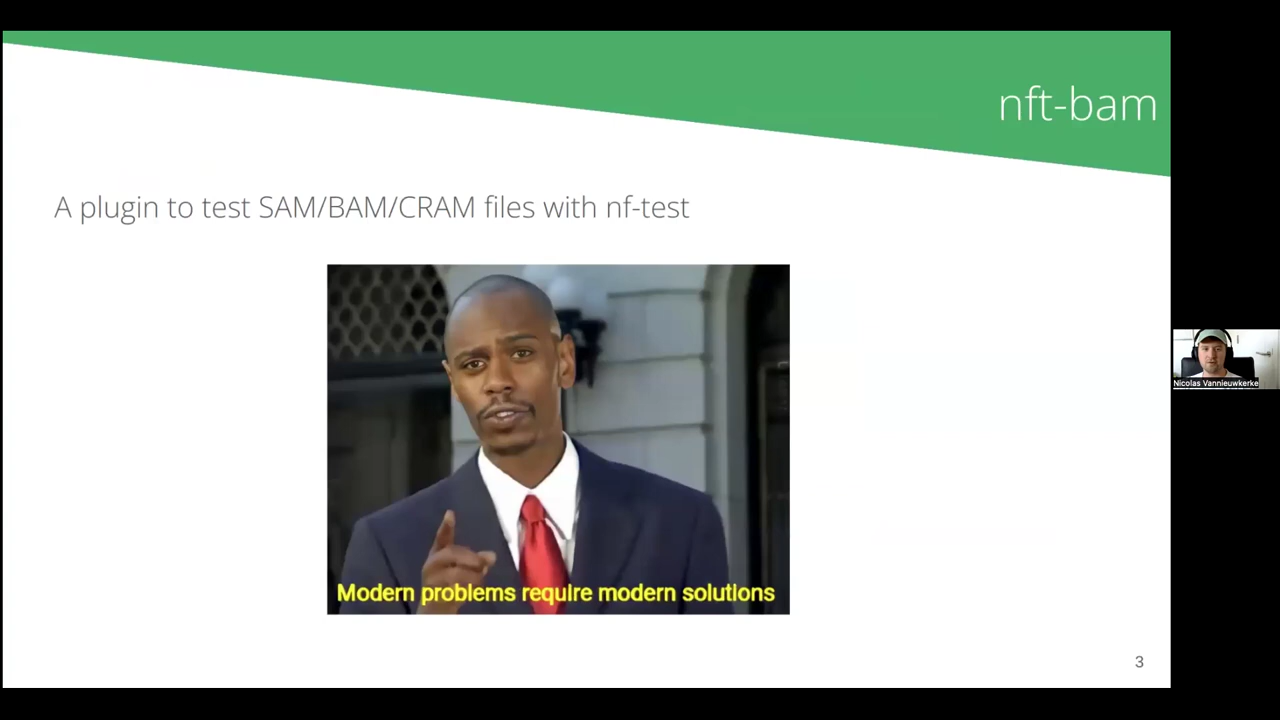 nft-bam
A plugin to test SAM/BAM/CRAM files with nf-test
Modern problems require modern solutions
Nicolas Vannieuwkerke
3